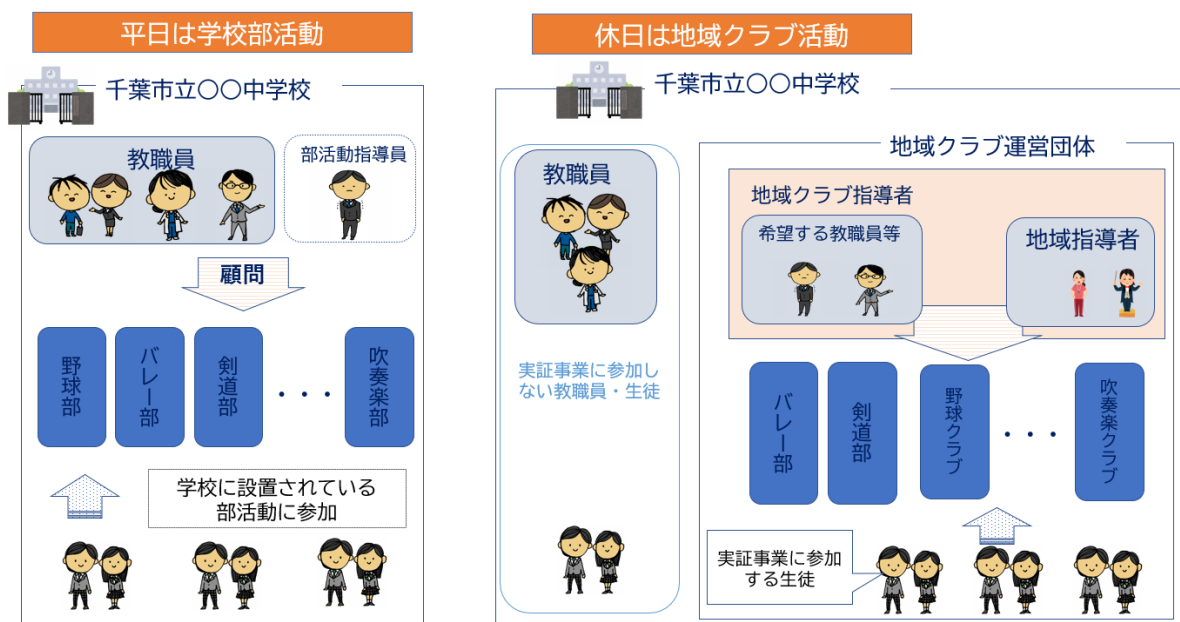 平日は学校部活動
千葉市立〇〇中学校
教職員
部活動指導員
顧問
野球部
バレー部
剣道部
・・・
吹奏楽部
学校に設置されている
部活動に参加
休日は地域クラブ活動
千葉市立〇〇中学校
教職員
実証事業に参加し
ない教職員・生徒
地域クラブ運営団体
地域クラブ指導者
希望する教職員等
地域指導者
バレー部
剣道部
野球クラブ
・・・
吹奏楽クラブ
実証事業に参加
する生徒